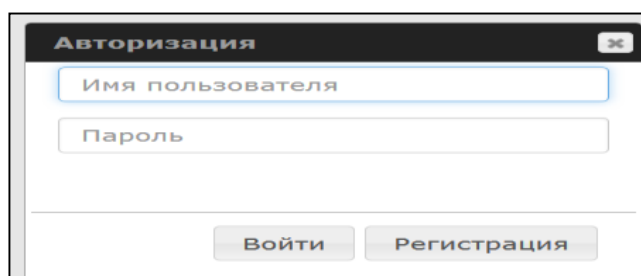 Авторизация
Имя пользователя
Пароль
Войти Регистрация